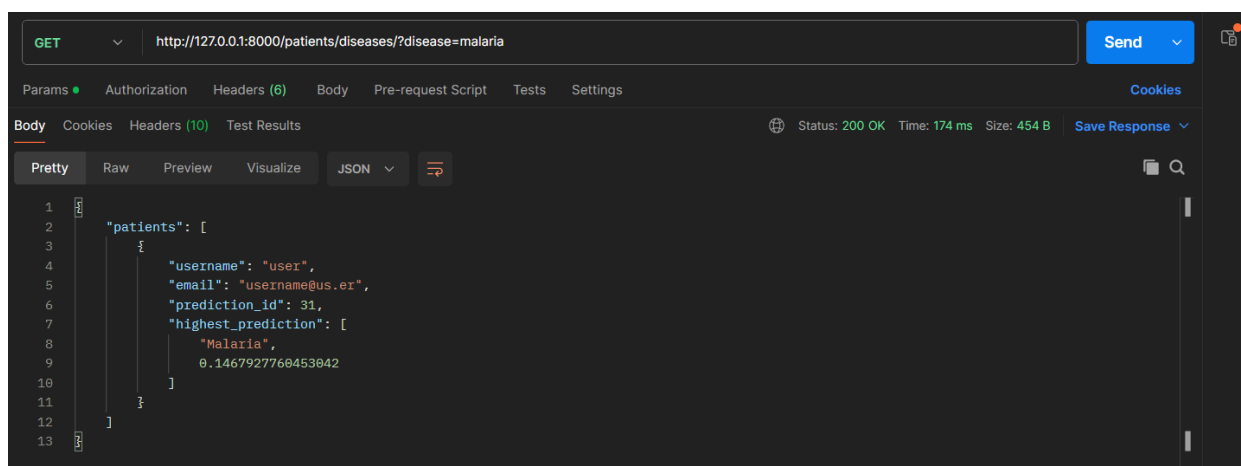 GET http://127.0.0.1:8000/patients/diseases/?disease=malaria Send
Params Authorization Headers (6) Body Pre-request Script Tests Settings Cookies
Body Cookies Headers (10) Test Results Status: 200 OK Time: 174 ms Size: 454 B Save Response
Pretty Raw Preview Visualize JSON
1 {
2 "patients": [
3 {
4 "username": "user",
5 "email": "username@us.er",
6 "prediction_id": 31,
7 "highest_prediction": [
8 "Malaria",
9 0.1467927760453042
10 ]
11 }
12 ]
13 }